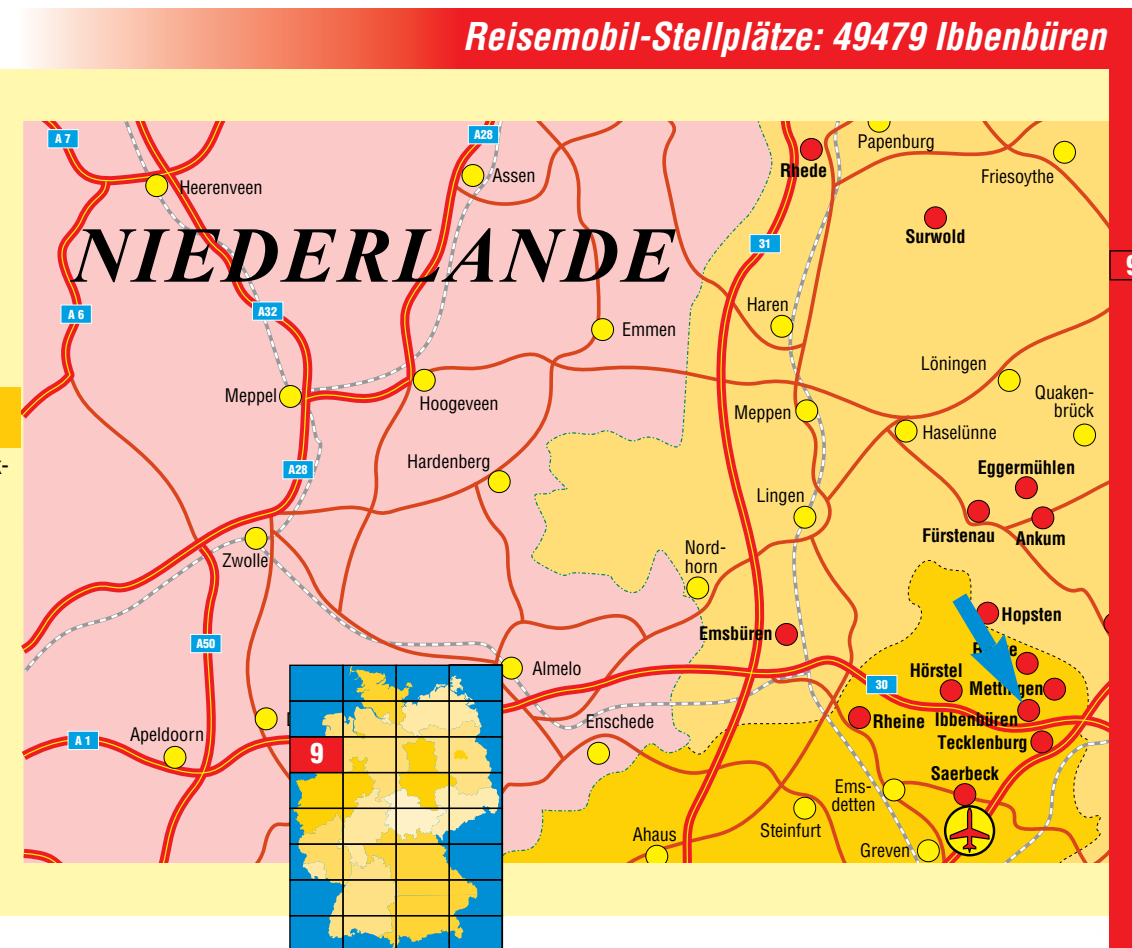 Reisemobil-Stellplätze: 49479 Ibbenbüren
A 7
A28
Heerenveen
Assen
Rhede
Papenburg
Friesoythe
Surwold
NIEDERLANDE
31
9
A 6
A32
Haren
Emmen
Löningen
Meppel
Hoogeveen
Meppen
Quaken-
brück
Haselünne
A28
Hardenberg
Eggermühlen
Lingen
Fürstenau
Ankum
Zwolle
Nord-
horn
Hopsten
Emsbüren
A50
Almelo
Hörstel
30
Mettingen
Rheine
Ibbenbüren
Enschede
Apeldoorn
A 1
9
Tecklenburg
Saerbeck
Ems-
detten
Steinfurt
Ahaus
Greven